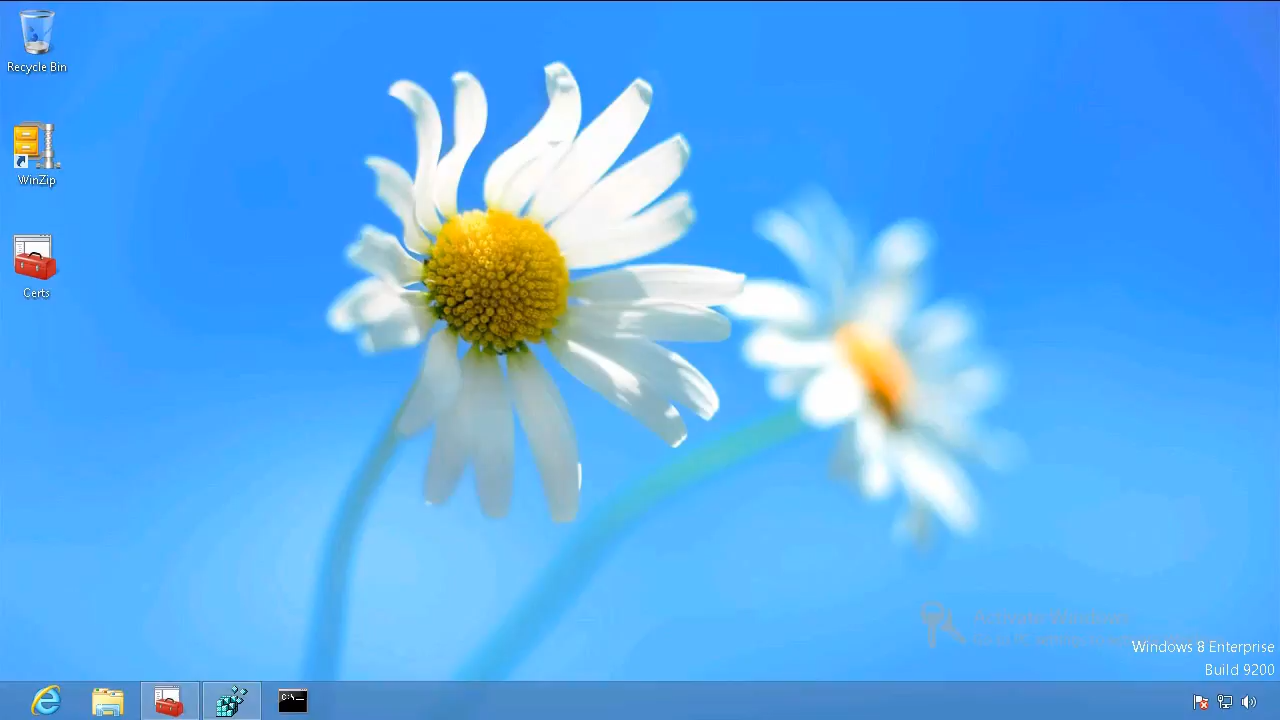 Recycle Bin
WinZip
Certs
Activate Windows
Windows 8 Enterprise
Build 9200
C:\